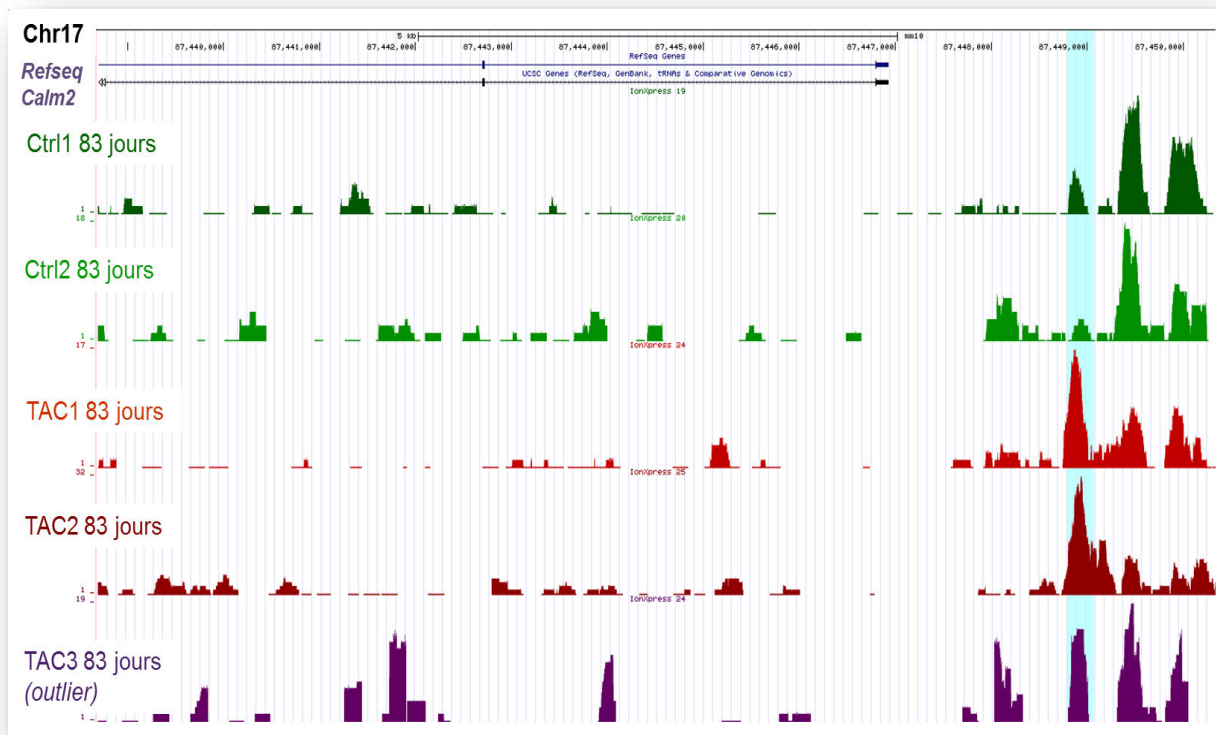 Chr17
5 kb
mm10
87,440,000
87,441,000
87,442,000
87,443,000
87,444,000
87,445,000
87,446,000
87,447,000
87,448,000
87,449,000
87,450,000
Refseq
Calm2
RefSeq Genes
UCSC Genes (RefSeq, GenBank, tRNAs & Comparative Genomics)
IonXpress 19
Ctrl1 83 jours
1
18
IonXpress 20
Ctrl2 83 jours
1
17
IonXpress 24
TAC1 83 jours
1
32
IonXpress 25
TAC2 83 jours
1
19
IonXpress 24
TAC3 83 jours
(outlier)
1